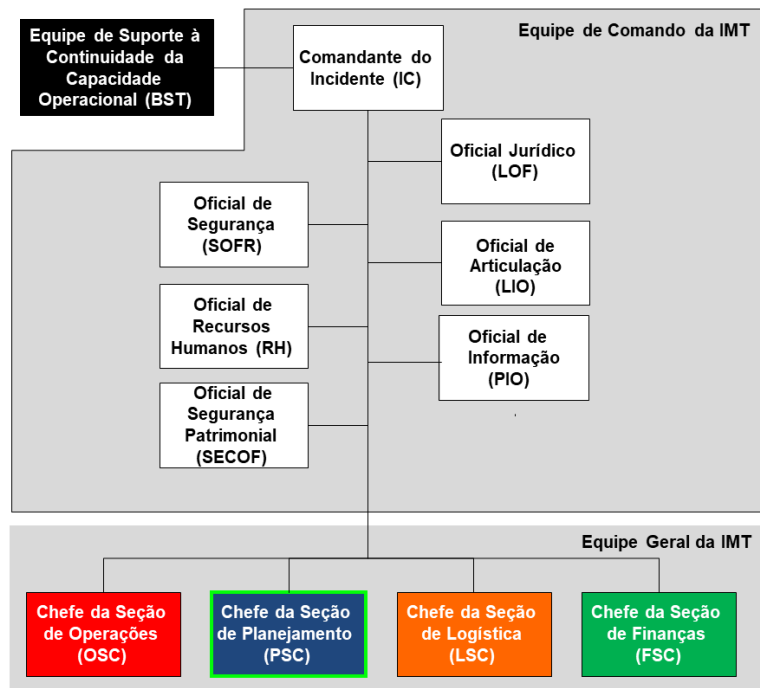 Equipe de Comando da IMT
Equipe de Suporte à
Continuidade da
Capacidade
Operacional (BST)
Comandante do
Incidente (IC)
Oficial Jurídico
(LOF)
Oficial de
Segurança
(SOFR)
Oficial de
Articulação
(LIO)
Oficial de
Recursos
Humanos (RH)
Oficial de
Informação
(PIO)
Oficial de
Segurança
Patrimonial
(SECOF)
Equipe Geral da IMT
Chefe da Seção
de Operações
(OSC)
Chefe da Seção
de Planejamento
(PSC)
Chefe da Seção
de Logística
(LSC)
Chefe da Seção
de Finanças
(FSC)